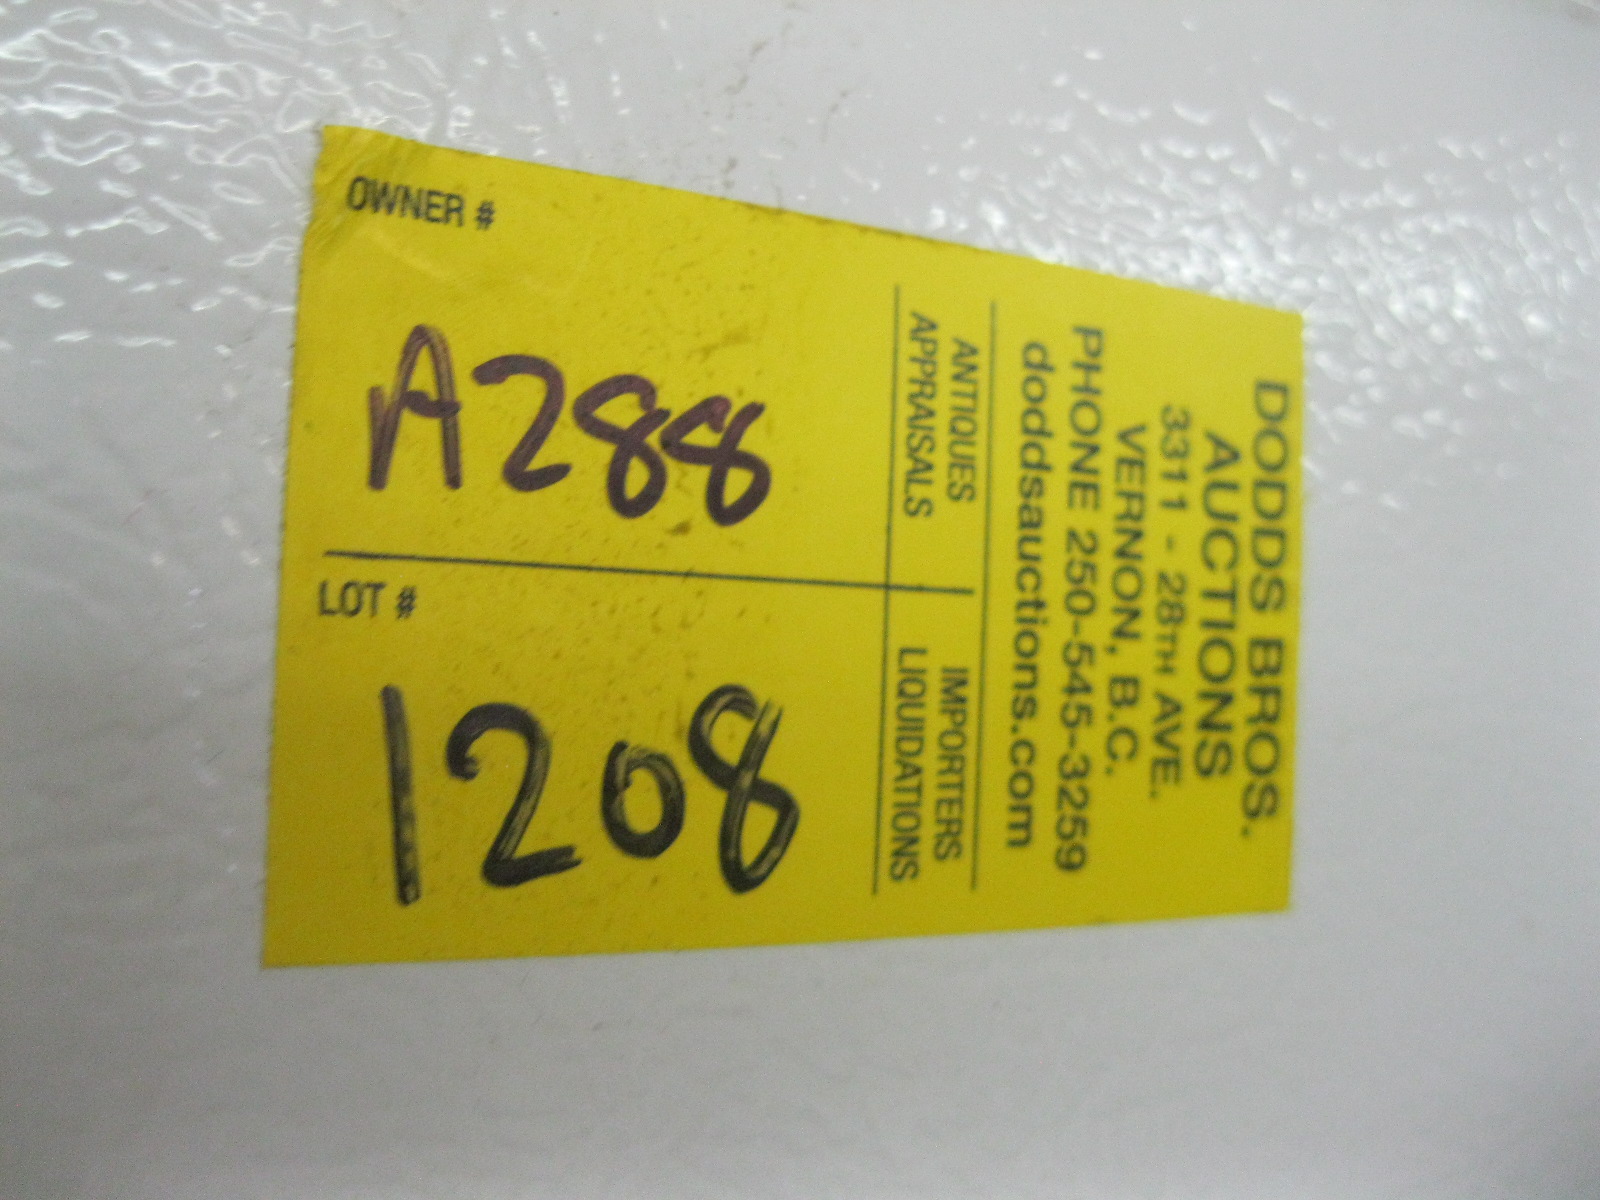 DODDS BROS.
AUCTIONS
3311 - 28TH AVE.
VERNON, B.C.
PHONE 250-545-3259
doddsauctions.com
ANTIQUES
APPRAISALS
IMPORTERS
LIQUIDATIONS
OWNER #
A288
LOT #
1208